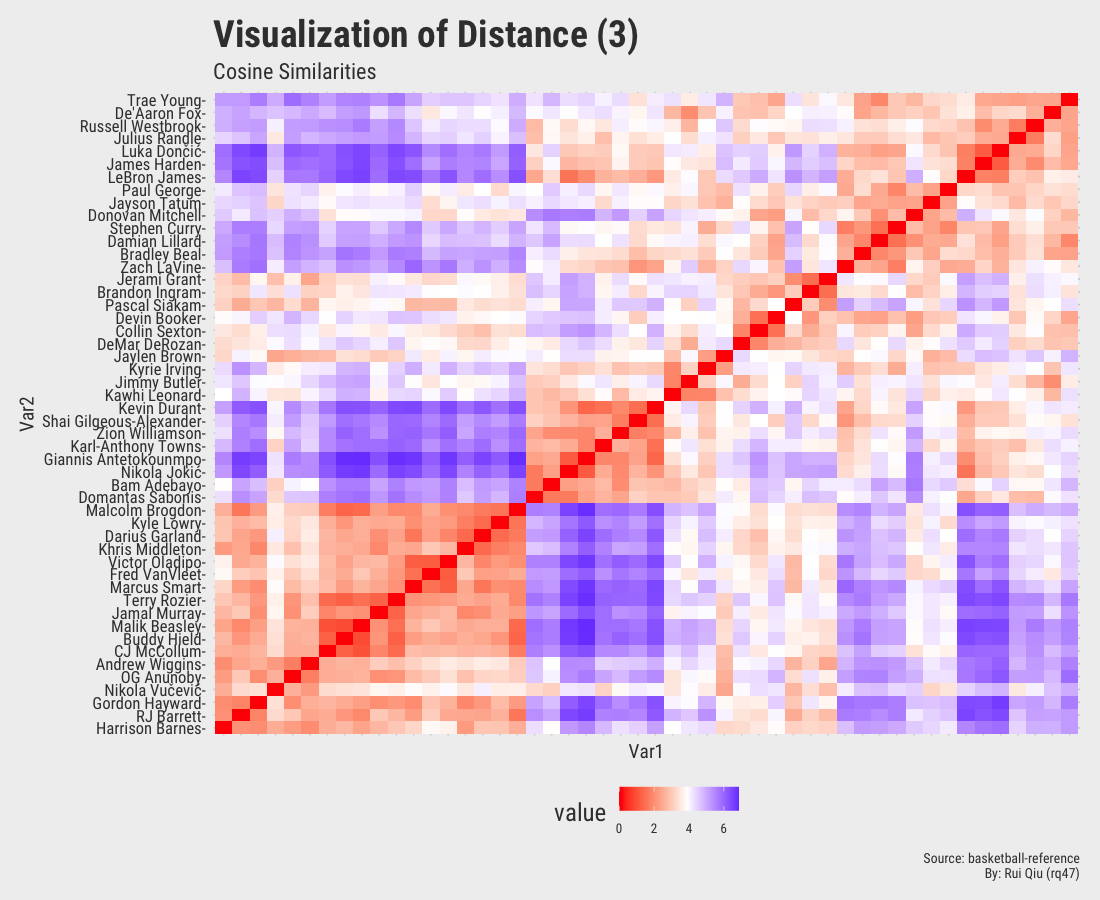 Visualization of Distance (3)
Cosine Similarities
Trae Young
De'Aaron Fox
Russell Westbrook
Julius Randle
Luka Dončić
James Harden
LeBron James
Paul George
Jayson Tatum
Donovan Mitchell
Stephen Curry
Damian Lillard
Bradley Beal
Zach LaVine
Jerami Grant
Brandon Ingram
Pascal Siakam
Devin Booker
Collin Sexton
DeMar DeRozan
Jaylen Brown
Kyrie Irving
Jimmy Butler
Kawhi Leonard
Kevin Durant
Shai Gilgeous-Alexander
Zion Williamson
Karl-Anthony Towns
Giannis Antetokounmpo
Nikola Jokić
Bam Adebayo
Domantas Sabonis
Malcolm Brogdon
Kyle Lowry
Darius Garland
Khris Middleton
Victor Oladipo
Fred VanVleet
Marcus Smart
Terry Rozier
Jamal Murray
Malik Beasley
Buddy Hield
CJ McCollum
Andrew Wiggins
OG Anunoby
Nikola Vučević
Gordon Hayward
RJ Barrett
Harrison Barnes
Var2
Var1
value
0 2 4 6
Source: basketball-reference
By: Rui Qiu (rq47)